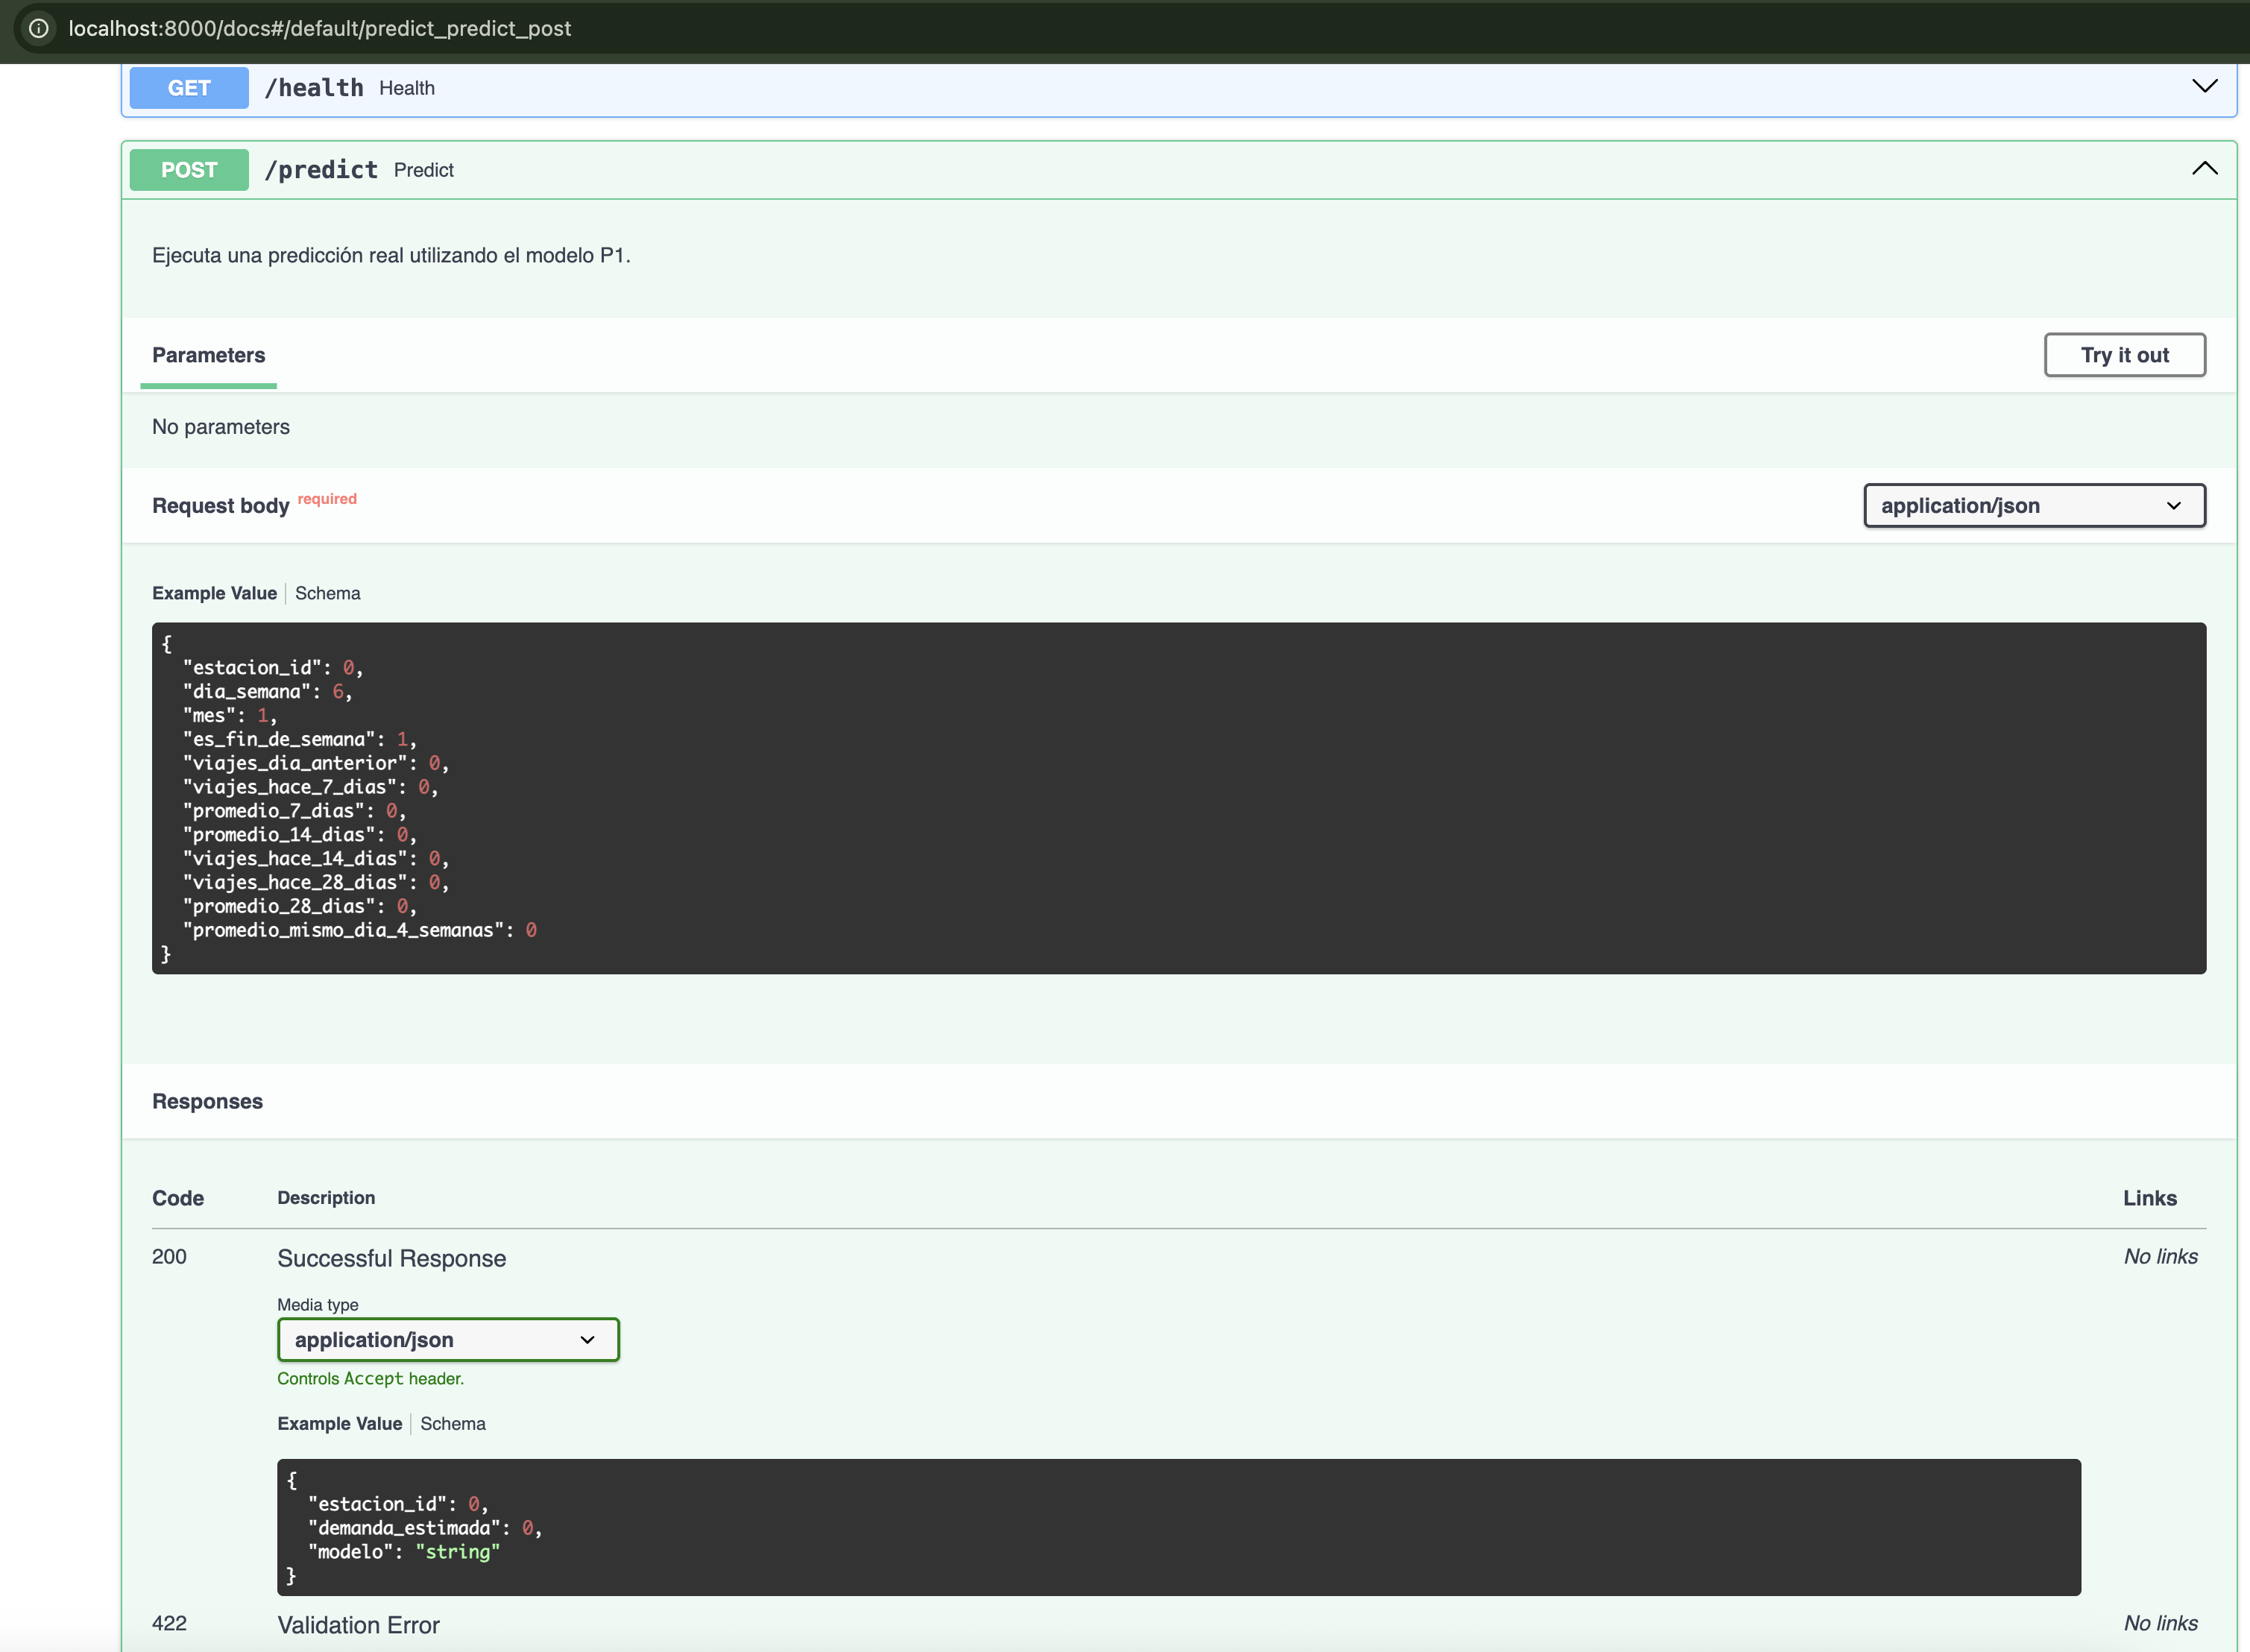 localhost:8000/docs#/default/predict_predict_post
GET /health Health
POST /predict Predict
Ejecuta una predicción real utilizando el modelo P1.
Parameters
Try it out
No parameters
Request body required
application/json
Example Value Schema
{
"estacion_id": 0,
"dia_semana": 6,
"mes": 1,
"es_fin_de_semana": 1,
"viajes_dia_anterior": 0,
"viajes_hace_7_dias": 0,
"promedio_7_dias": 0,
"promedio_14_dias": 0,
"viajes_hace_14_dias": 0,
"viajes_hace_28_dias": 0,
"promedio_28_dias": 0,
"promedio_mismo_dia_4_semanas": 0
}
Responses
Code Description Links
200 Successful Response No links
Media type
application/json
Controls Accept header.
Example Value Schema
{
"estacion_id": 0,
"demanda_estimada": 0,
"modelo": "string"
}
422 Validation Error No links